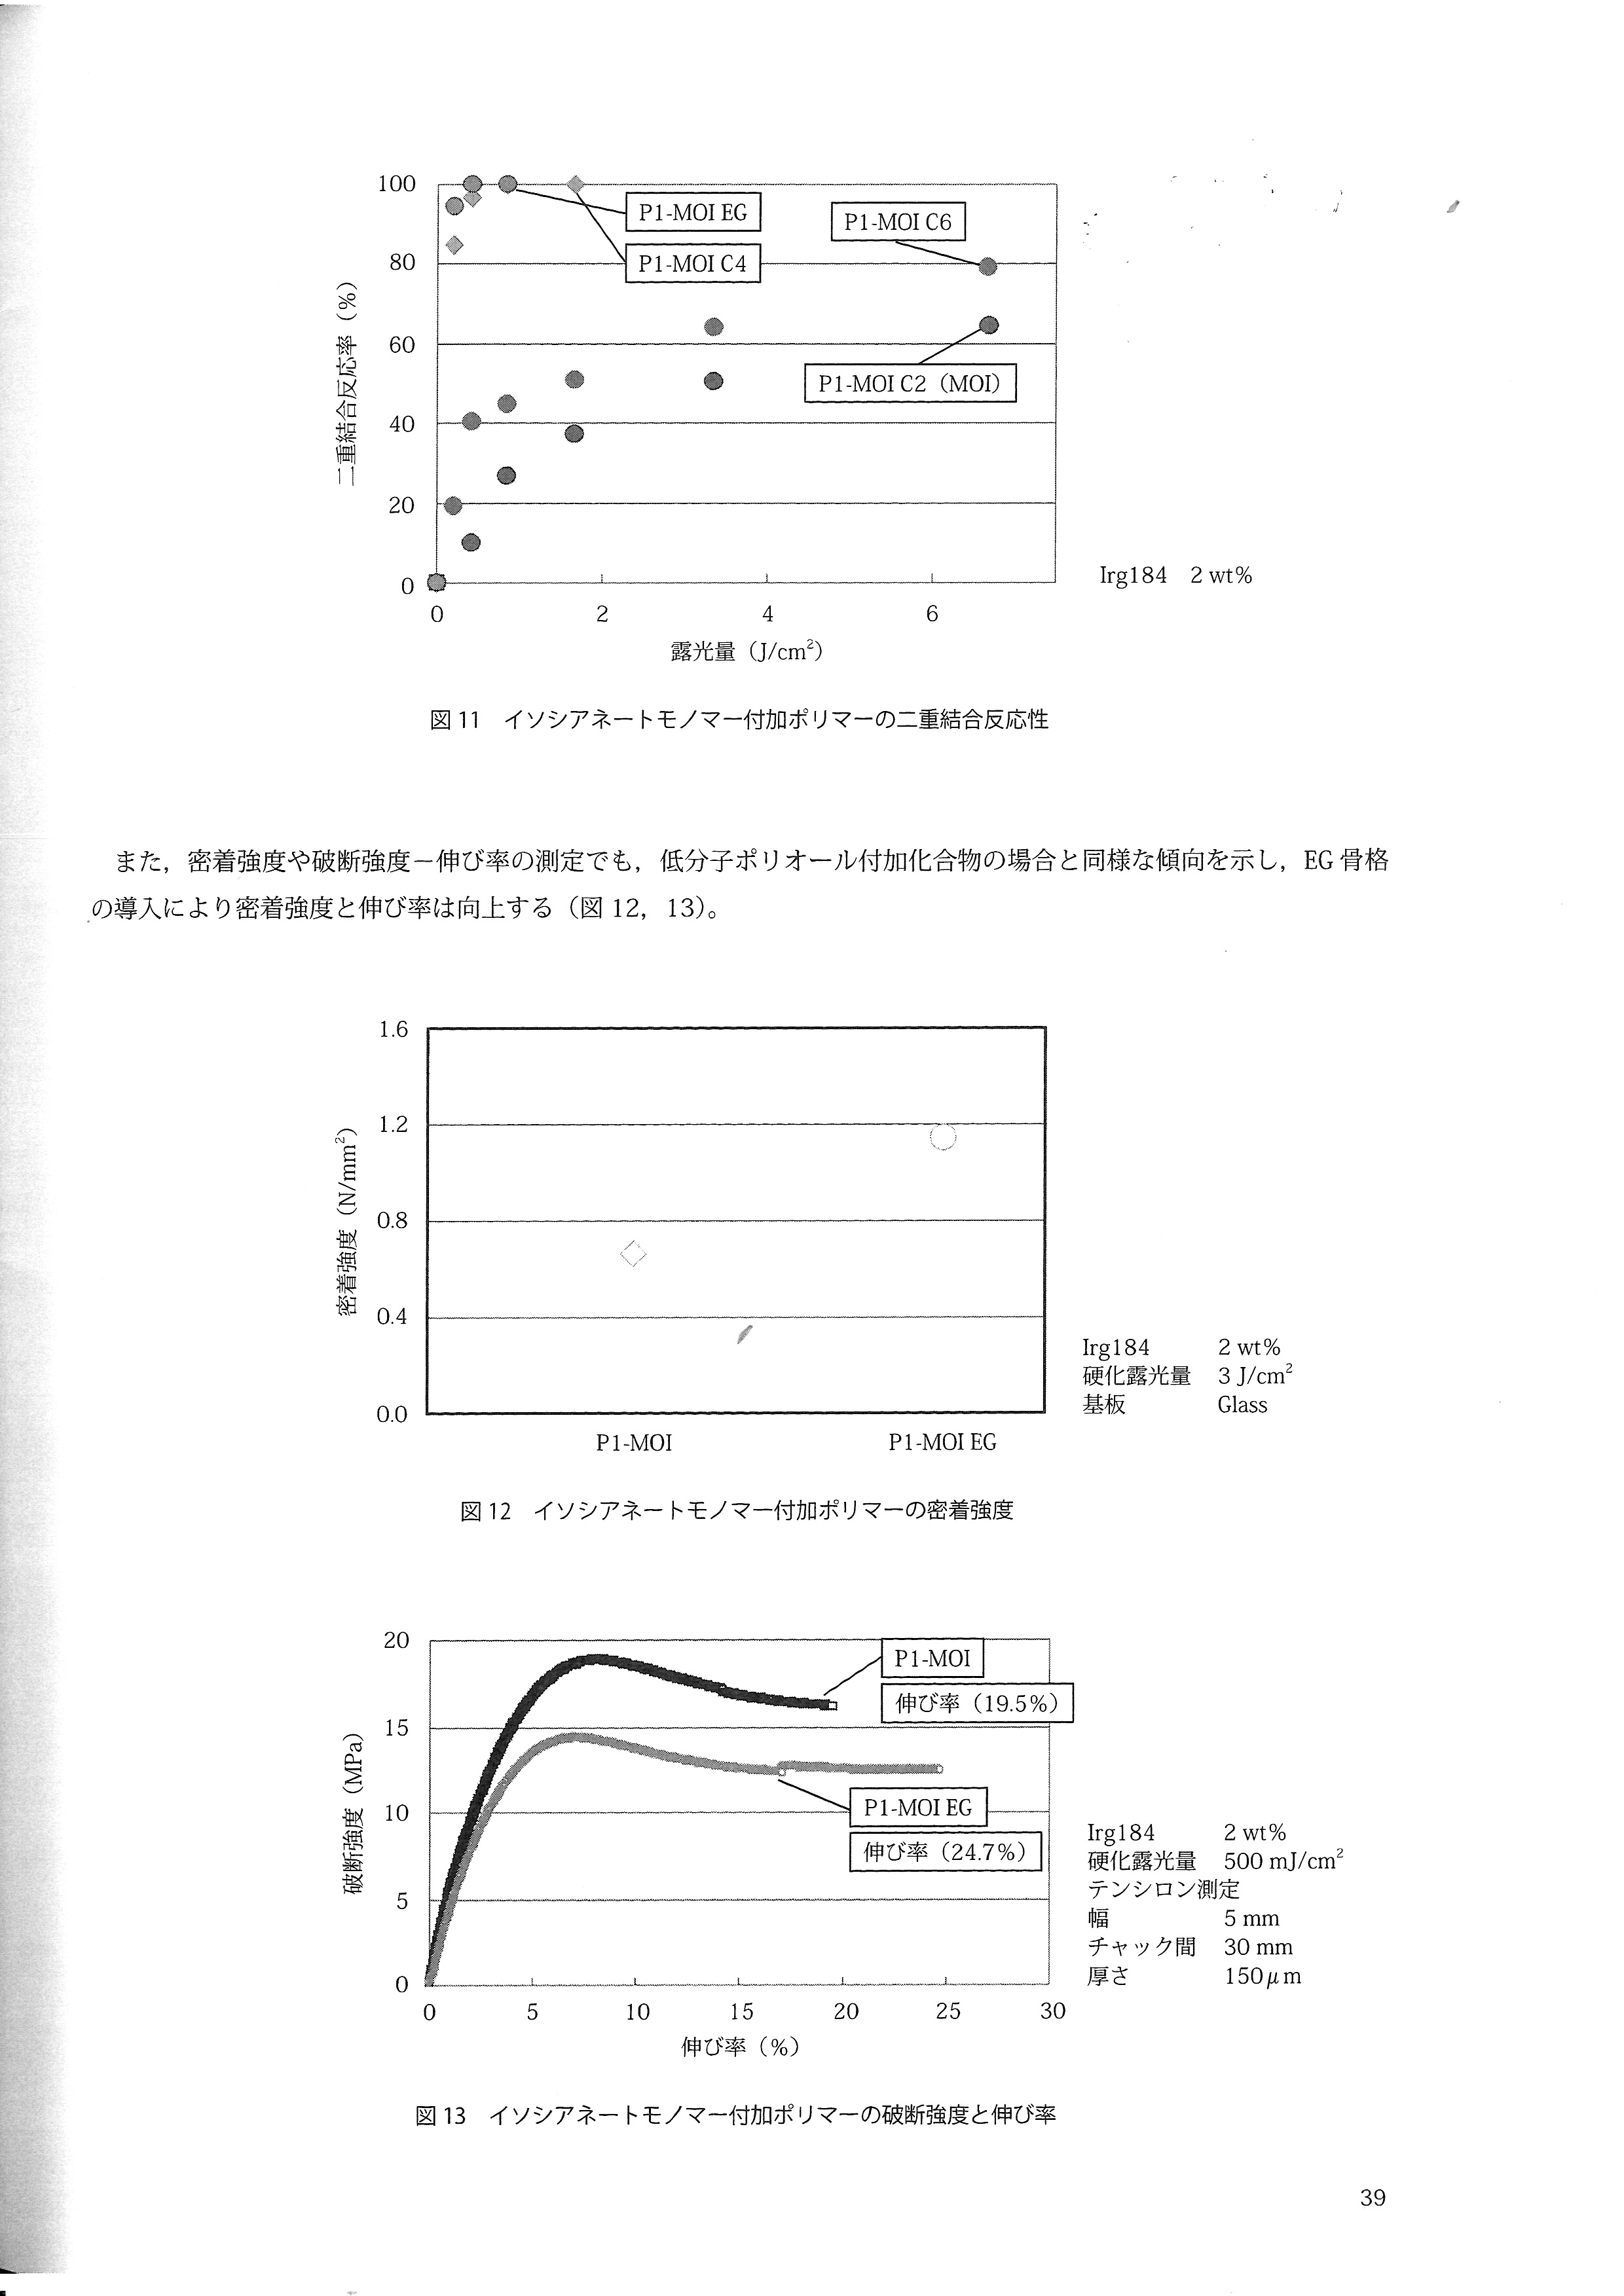 100
80
60
40
20
0
二重結合反応率(%)
P1-MOI EG
P1-MOI C4
P1-MOI C6
P1-MOI C2(MOI)
0 2 4 6
露光量(J/cm²)
Irg184 2 wt%
図 11 イソシアネートモノマー付加ポリマーの二重結合反応性
また,密着強度や破断強度-伸び率の測定でも,低分子ポリオール付加化合物の場合と同様な傾向を示し,EG 骨格
の導入により密着強度と伸び率は向上する(図 12,13)。
1.6
1.2
0.8
0.4
0.0
密着強度(N/mm²)
P1-MOI P1-MOI EG
Irg184 2 wt%
硬化露光量 3 J/cm²
基板 Glass
図 12 イソシアネートモノマー付加ポリマーの密着強度
20
15
10
5
0
破断強度(MPa)
P1-MOI
伸び率(19.5%)
P1-MOI EG
伸び率(24.7%)
0 5 10 15 20 25 30
伸び率(%)
Irg184 2 wt%
硬化露光量 500 mJ/cm²
テンシロン測定
幅 5 mm
チャック間 30 mm
厚さ 150μm
図 13 イソシアネートモノマー付加ポリマーの破断強度と伸び率
39